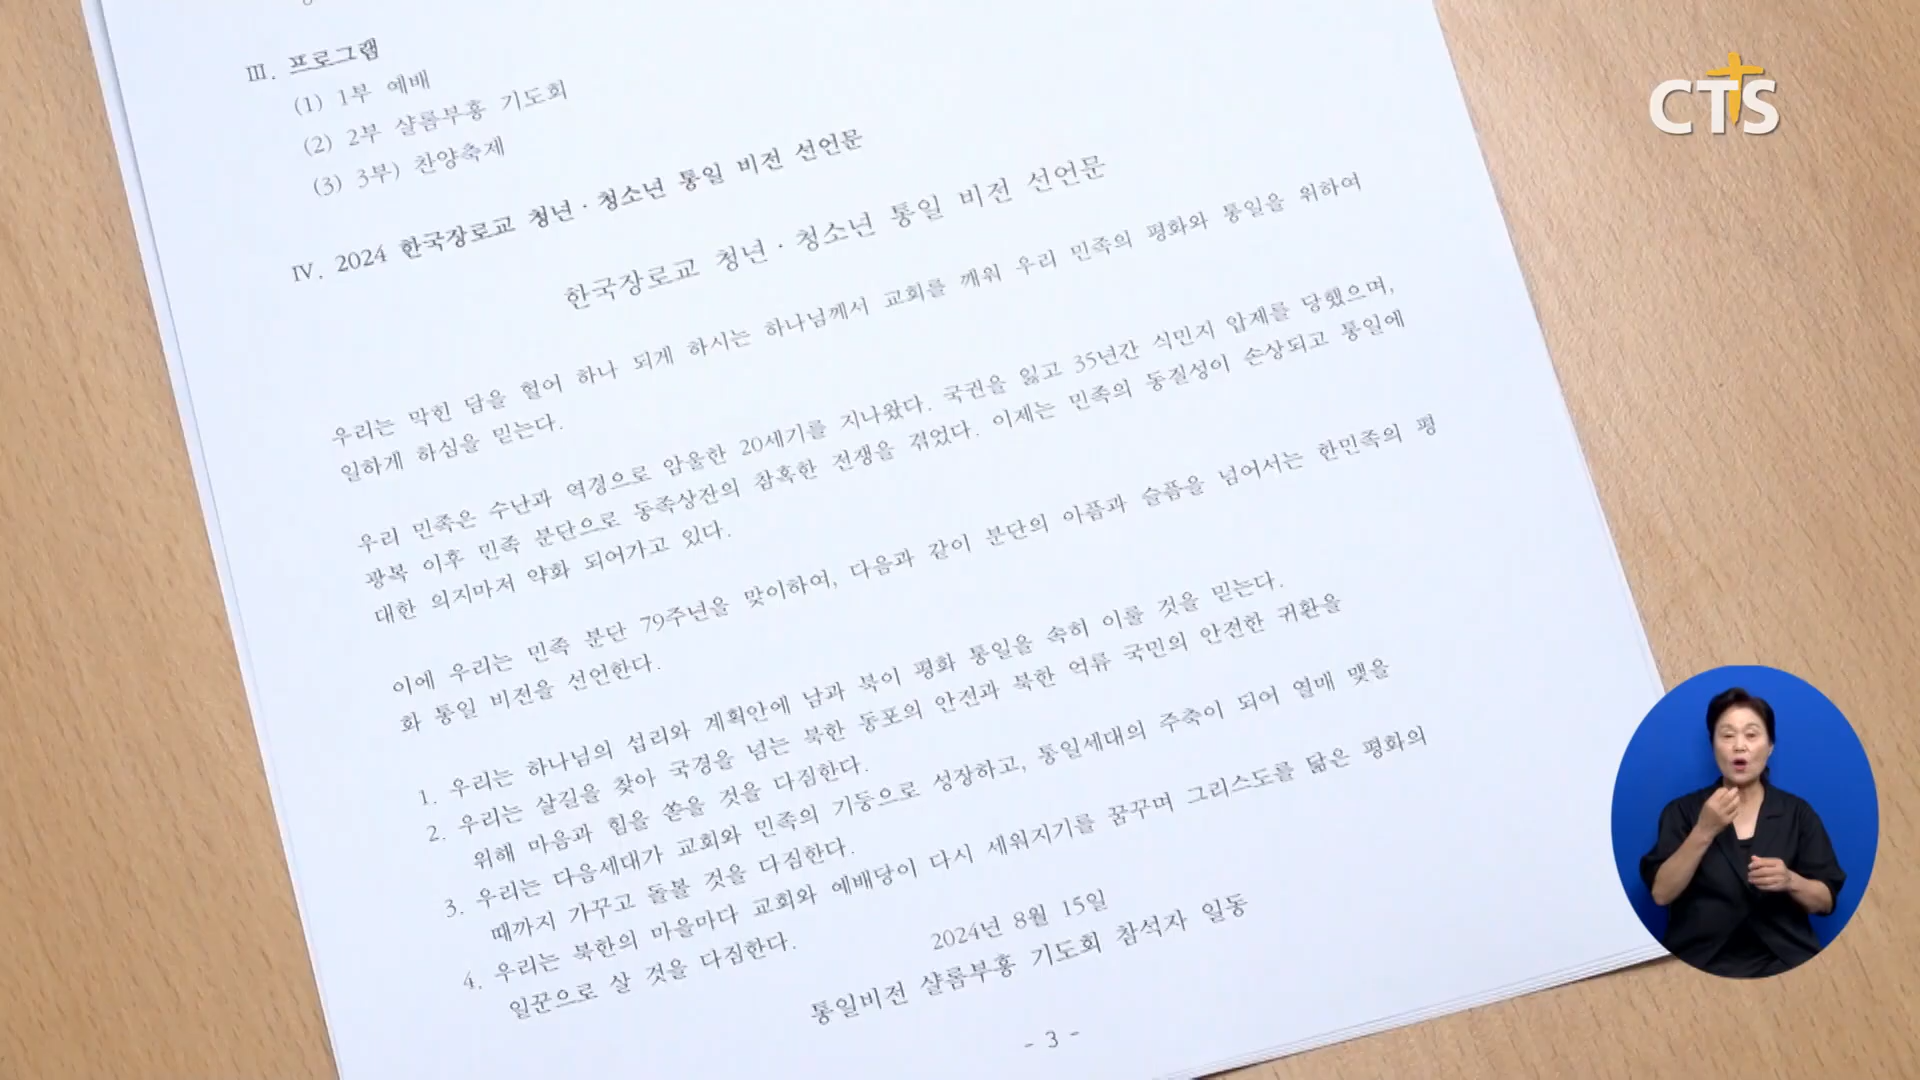 III. 프로그램
(1) 1부 예배
(2) 2부 샬롬부흥 기도회
(3) 3부) 찬양축제
IV. 2024 한국장로교 청년·청소년 통일 비전 선언문
한국장로교 청년·청소년 통일 비전 선언문
우리는 막힌 담을 헐어 하나 되게 하시는 하나님께서 교회를 깨워 우리 민족의 평화와 통일을 위하여
일하게 하심을 믿는다.
우리 민족은 수난과 역경으로 암울한 20세기를 지나왔다. 국권을 잃고 35년간 식민지 압제를 당했으며,
광복 이후 민족 분단으로 동족상잔의 참혹한 전쟁을 겪었다. 이제는 민족의 동질성이 손상되고 통일에
대한 의지마저 약화 되어가고 있다.
이에 우리는 민족 분단 79주년을 맞이하여, 다음과 같이 분단의 아픔과 슬픔을 넘어서는 한민족의 평
화 통일 비전을 선언한다.
1. 우리는 하나님의 섭리와 계획안에 남과 북이 평화 통일을 속히 이룰 것을 믿는다.
2. 우리는 살길을 찾아 국경을 넘는 북한 동포의 안전과 북한 억류 국민의 안전한 귀환을
위해 마음과 힘을 쏟을 것을 다짐한다.
3. 우리는 다음세대가 교회와 민족의 기둥으로 성장하고, 통일세대의 주축이 되어 열매 맺을
때까지 가꾸고 돌볼 것을 다짐한다.
4. 우리는 북한의 마을마다 교회와 예배당이 다시 세워지기를 꿈꾸며 그리스도를 닮은 평화의
일꾼으로 살 것을 다짐한다.
2024년 8월 15일
통일비전 샬롬부흥 기도회 참석자 일동
- 3 -
CTS